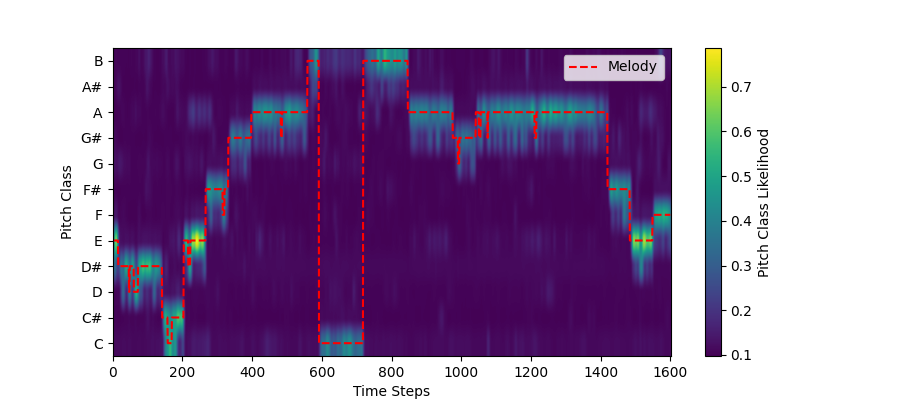 B
A#
A
G#
G
F#
F
E
D#
D
C#
C
Pitch Class
0 200 400 600 800 1000 1200 1400 1600
Time Steps
Melody
0.7
0.6
0.5
0.4
0.3
0.2
0.1
Pitch Class Likelihood